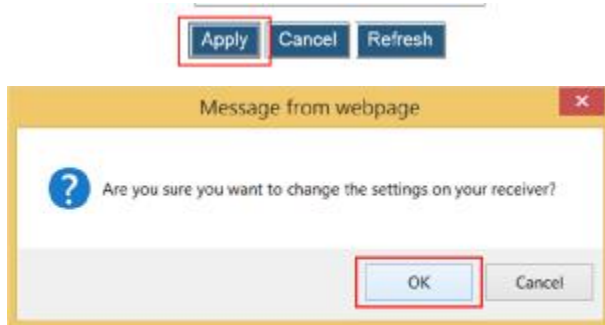 Apply Cancel Refresh
Message from webpage
Are you sure you want to change the settings on your receiver?
OK Cancel